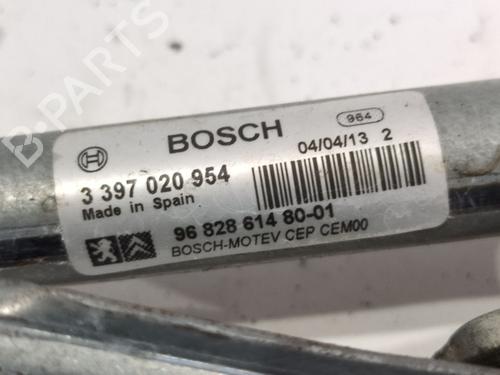 B-PARTS
964
BOSCH
04/04/13 2
3 397 020 954
Made in Spain
96 828 614 80-01
BOSCH-MOTEV CEP CEM00